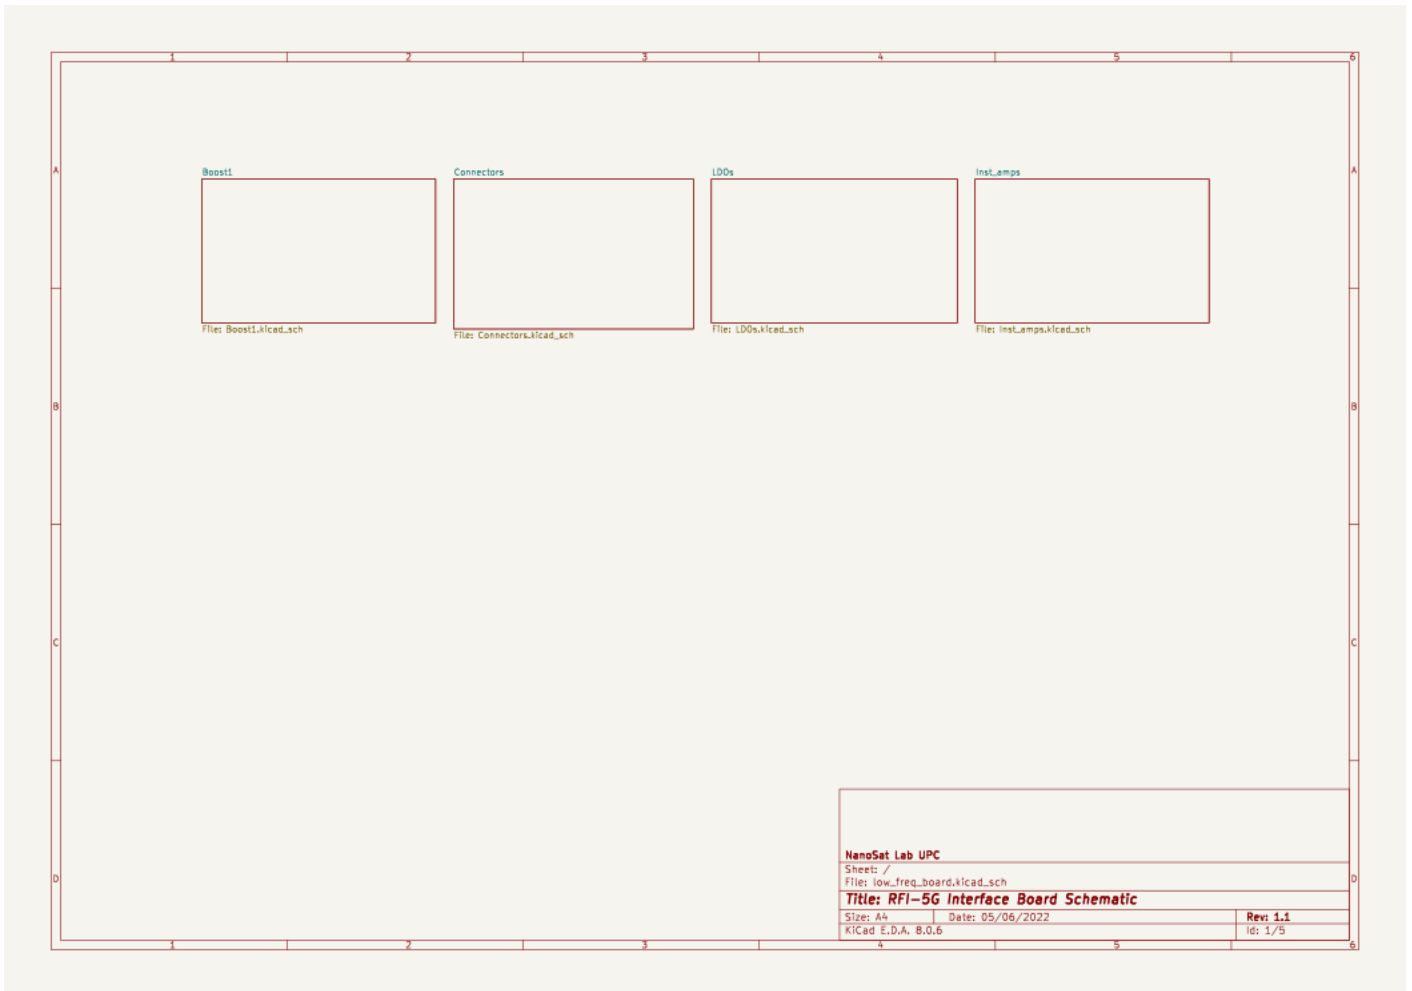 1 2 3 4 5 6
A A
Boost1 Connectors LDOs Inst_amps
File: Boost1.kicad_sch File: Connectors.kicad_sch File: LDOs.kicad_sch File: Inst_amps.kicad_sch
B B
C C
NanoSat Lab UPC
Sheet: /
File: low_freq_board.kicad_sch
D D
Title: RFI-5G Interface Board Schematic
Size: A4 Date: 05/06/2022 Rev: 1.1
KiCad E.D.A. 8.0.6 Id: 1/5
1 2 3 4 5 6